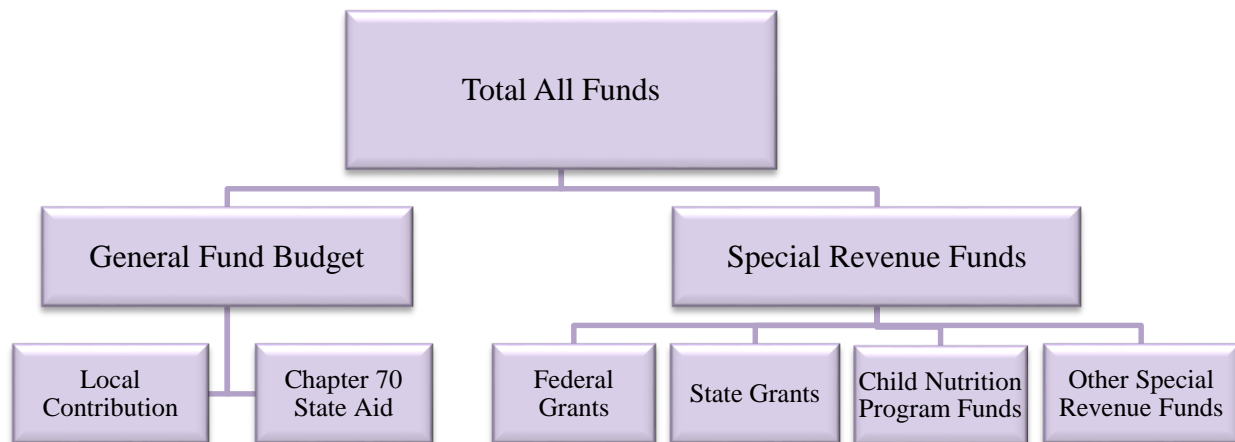 Total All Funds
General Fund Budget
Special Revenue Funds
Local
Contribution
Chapter 70
State Aid
Federal
Grants
State Grants
Child Nutrition
Program Funds
Other Special
Revenue Funds